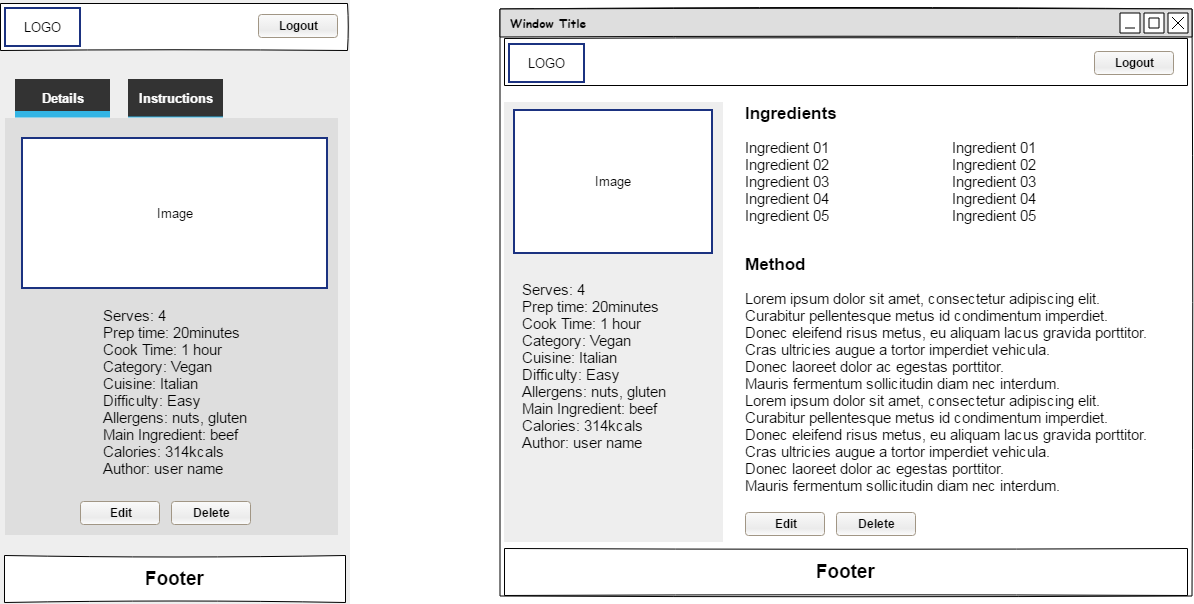 LOGO
Logout
Details
Instructions
Image
Serves: 4
Prep time: 20minutes
Cook Time: 1 hour
Category: Vegan
Cuisine: Italian
Difficulty: Easy
Allergens: nuts, gluten
Main Ingredient: beef
Calories: 314kcals
Author: user name
Edit
Delete
Footer
Window Title
LOGO
Logout
Image
Serves: 4
Prep time: 20minutes
Cook Time: 1 hour
Category: Vegan
Cuisine: Italian
Difficulty: Easy
Allergens: nuts, gluten
Main Ingredient: beef
Calories: 314kcals
Author: user name
Ingredients
Ingredient 01
Ingredient 02
Ingredient 03
Ingredient 04
Ingredient 05
Ingredient 01
Ingredient 02
Ingredient 03
Ingredient 04
Ingredient 05
Method
Lorem ipsum dolor sit amet, consectetur adipiscing elit.
Curabitur pellentesque metus id condimentum imperdiet.
Donec eleifend risus metus, eu aliquam lacus gravida porttitor.
Cras ultricies augue a tortor imperdiet vehicula.
Donec laoreet dolor ac egestas porttitor.
Mauris fermentum sollicitudin diam nec interdum.
Lorem ipsum dolor sit amet, consectetur adipiscing elit.
Curabitur pellentesque metus id condimentum imperdiet.
Donec eleifend risus metus, eu aliquam lacus gravida porttitor.
Cras ultricies augue a tortor imperdiet vehicula.
Donec laoreet dolor ac egestas porttitor.
Mauris fermentum sollicitudin diam nec interdum.
Edit
Delete
Footer